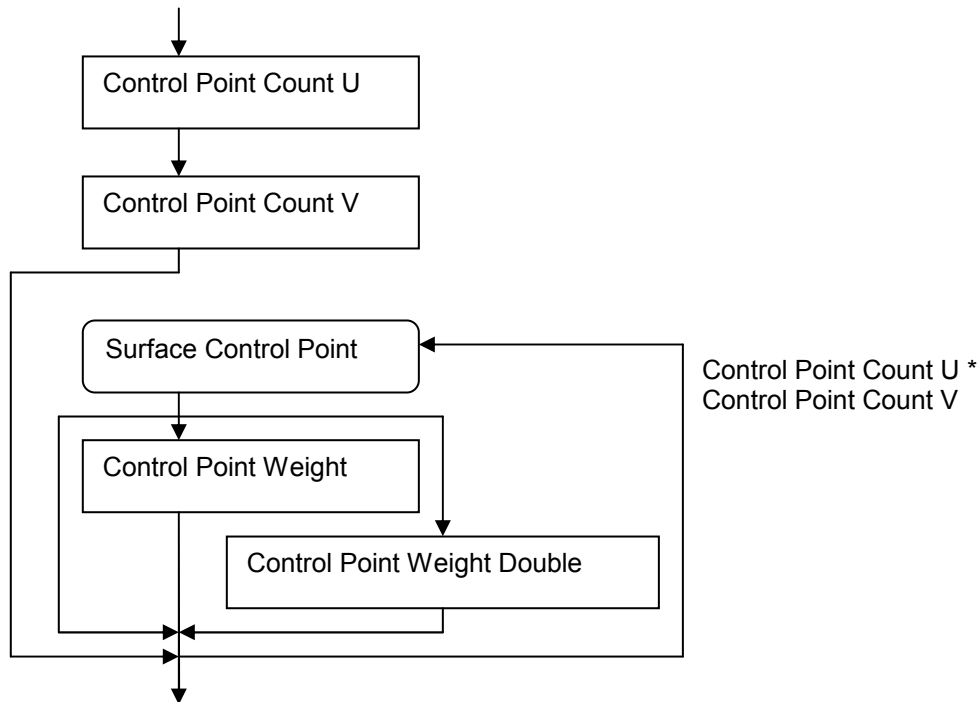 Control Point Count U
Control Point Count V
Surface Control Point
Control Point Count U *
Control Point Count V
Control Point Weight
Control Point Weight Double